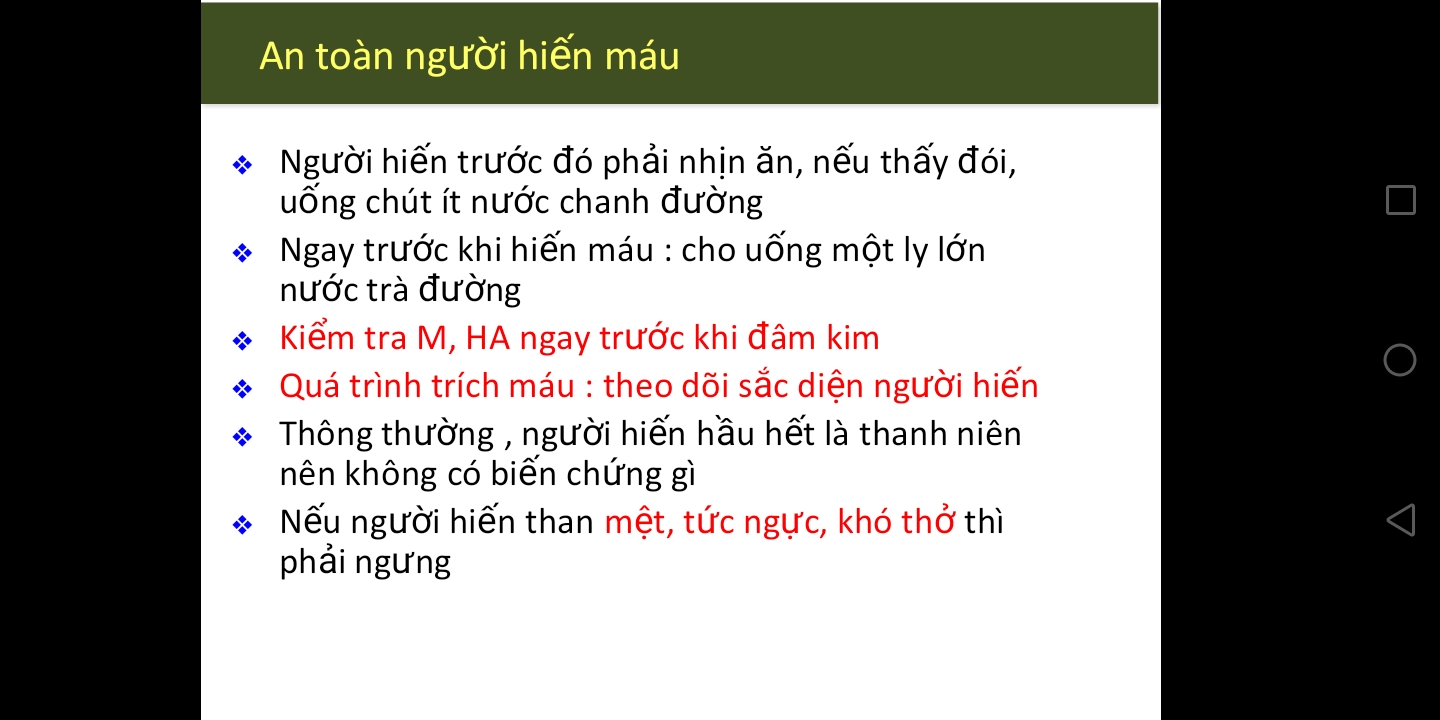 An toàn người hiến máu
Người hiến trước đó phải nhịn ăn, nếu thấy đói,
uống chút ít nước chanh đường
Ngay trước khi hiến máu : cho uống một ly lớn
nước trà đường
Kiểm tra M, HA ngay trước khi đâm kim
Quá trình trích máu : theo dõi sắc diện người hiến
Thông thường , người hiến hầu hết là thanh niên
nên không có biến chứng gì
Nếu người hiến than mệt, tức ngực, khó thở thì
phải ngưng